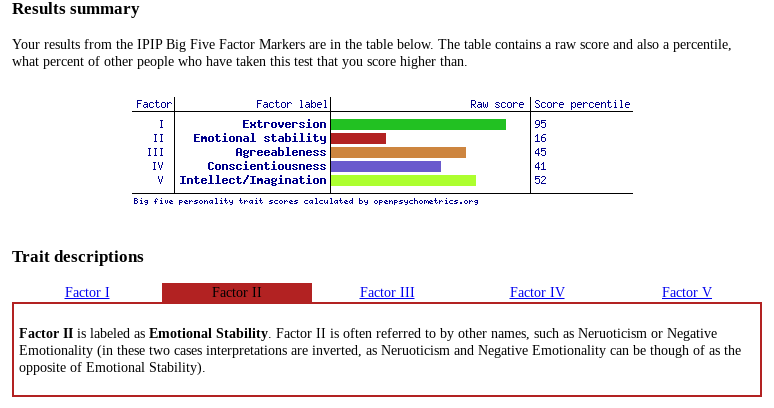 Results summary
Your results from the IPIP Big Five Factor Markers are in the table below. The table contains a raw score and also a percentile,
what percent of other people who have taken this test that you score higher than.
Factor Factor label Raw score Score percentile
I Extroversion 95
II Emotional stability 16
III Agreeableness 45
IV Conscientiousness 41
V Intellect/Imagination 52
Big five personality trait scores calculated by openpsychometrics.org
Trait descriptions
Factor I Factor II Factor III Factor IV Factor V
Factor II is labeled as Emotional Stability. Factor II is often referred to by other names, such as Neruoticism or Negative
Emotionality (in these two cases interpretations are inverted, as Neruoticism and Negative Emotionality can be though of as the
opposite of Emotional Stability).